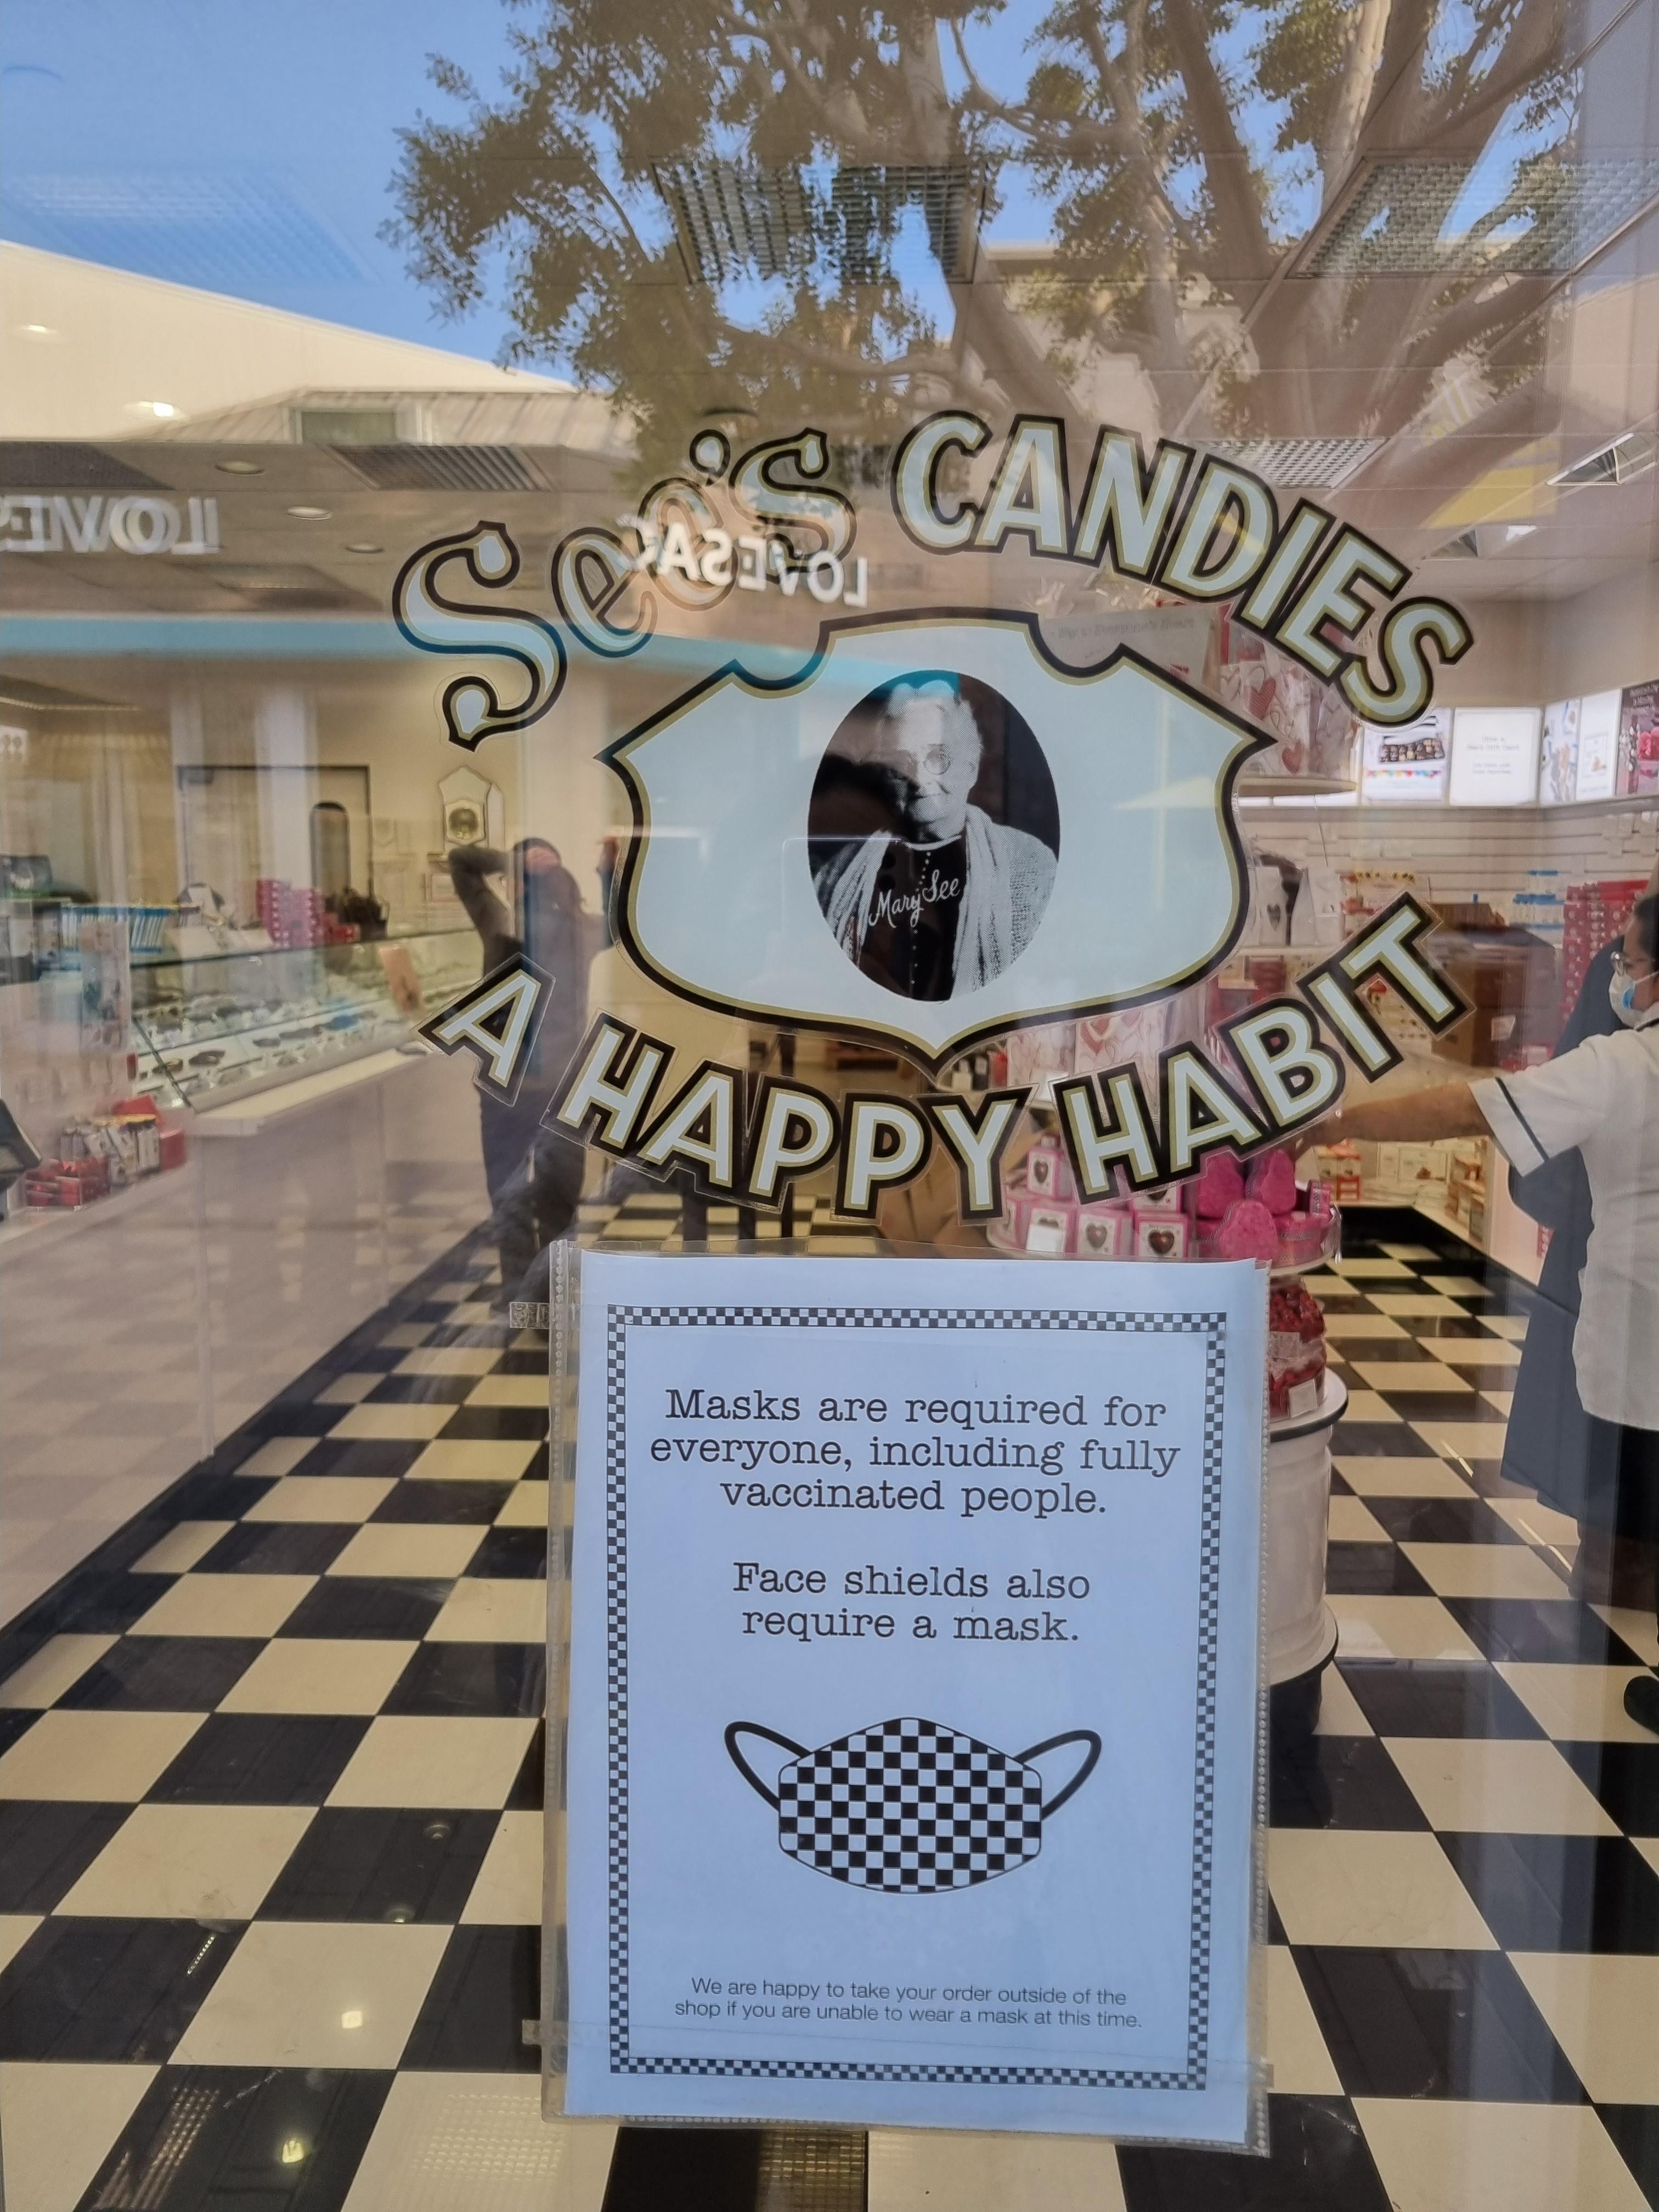 See's CANDIES
LOVESA
LOVES
Mary See
A HAPPY HABIT
Masks are required for
everyone, including fully
vaccinated people.
Face shields also
require a mask.
We are happy to take your order outside of the
shop if you are unable to wear a mask at this time.